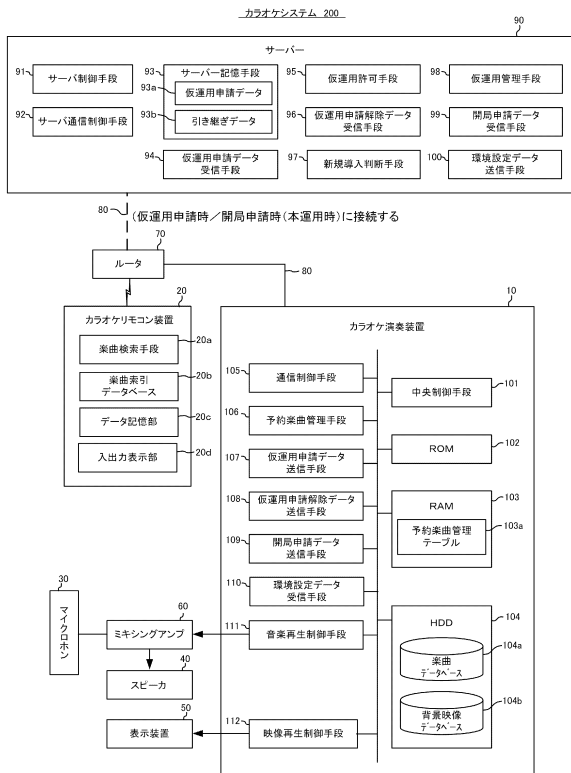 カラオケシステム 200
90
サーバー
91
サーバ制御手段
92
サーバ通信制御手段
93
サーバー記憶手段
93a
仮運用申請データ
93b
引き継ぎデータ
94
仮運用申請データ
受信手段
95
仮運用許可手段
96
仮運用申請解除データ
受信手段
97
新規導入判断手段
98
仮運用管理手段
99
開局申請データ
受信手段
100
環境設定データ
送信手段
80
(仮運用申請時/開局申請時(本運用時)に接続する
70
ルータ
80
20
カラオケリモコン装置
楽曲検索手段
20a
楽曲索引
データベース
20b
データ記憶部
20c
入出力表示部
20d
10
カラオケ演奏装置
105
通信制御手段
106
予約楽曲管理手段
107
仮運用申請データ
送信手段
108
仮運用申請解除データ
送信手段
109
開局申請データ
送信手段
110
環境設定データ
受信手段
111
音楽再生制御手段
112
映像再生制御手段
中央制御手段
101
ROM
102
RAM
103
予約楽曲管理
テーブル
103a
HDD
104
楽曲
データベース
104a
背景映像
データベース
104b
30
マイクロホン
60
ミキシングアンプ
40
スピーカ
50
表示装置